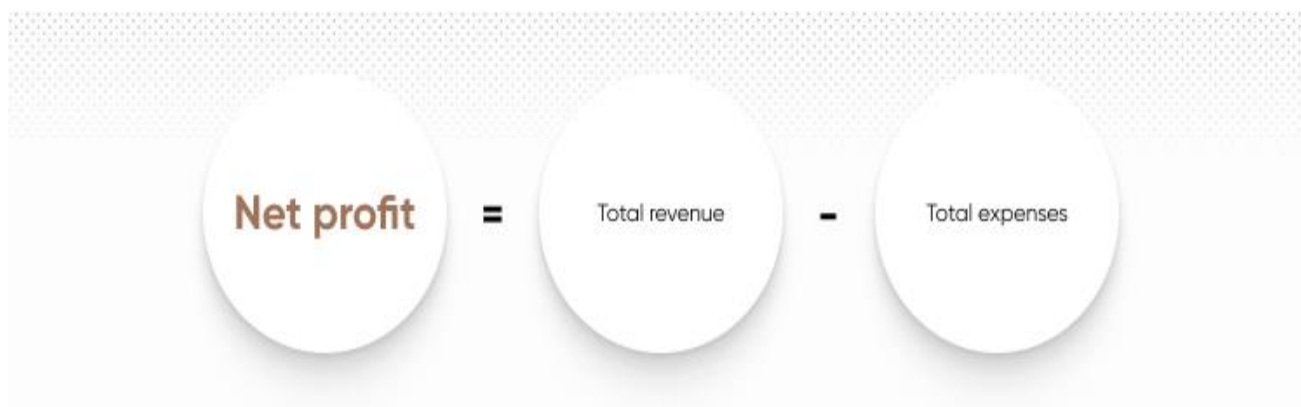 Net profit = Total revenue - Total expenses